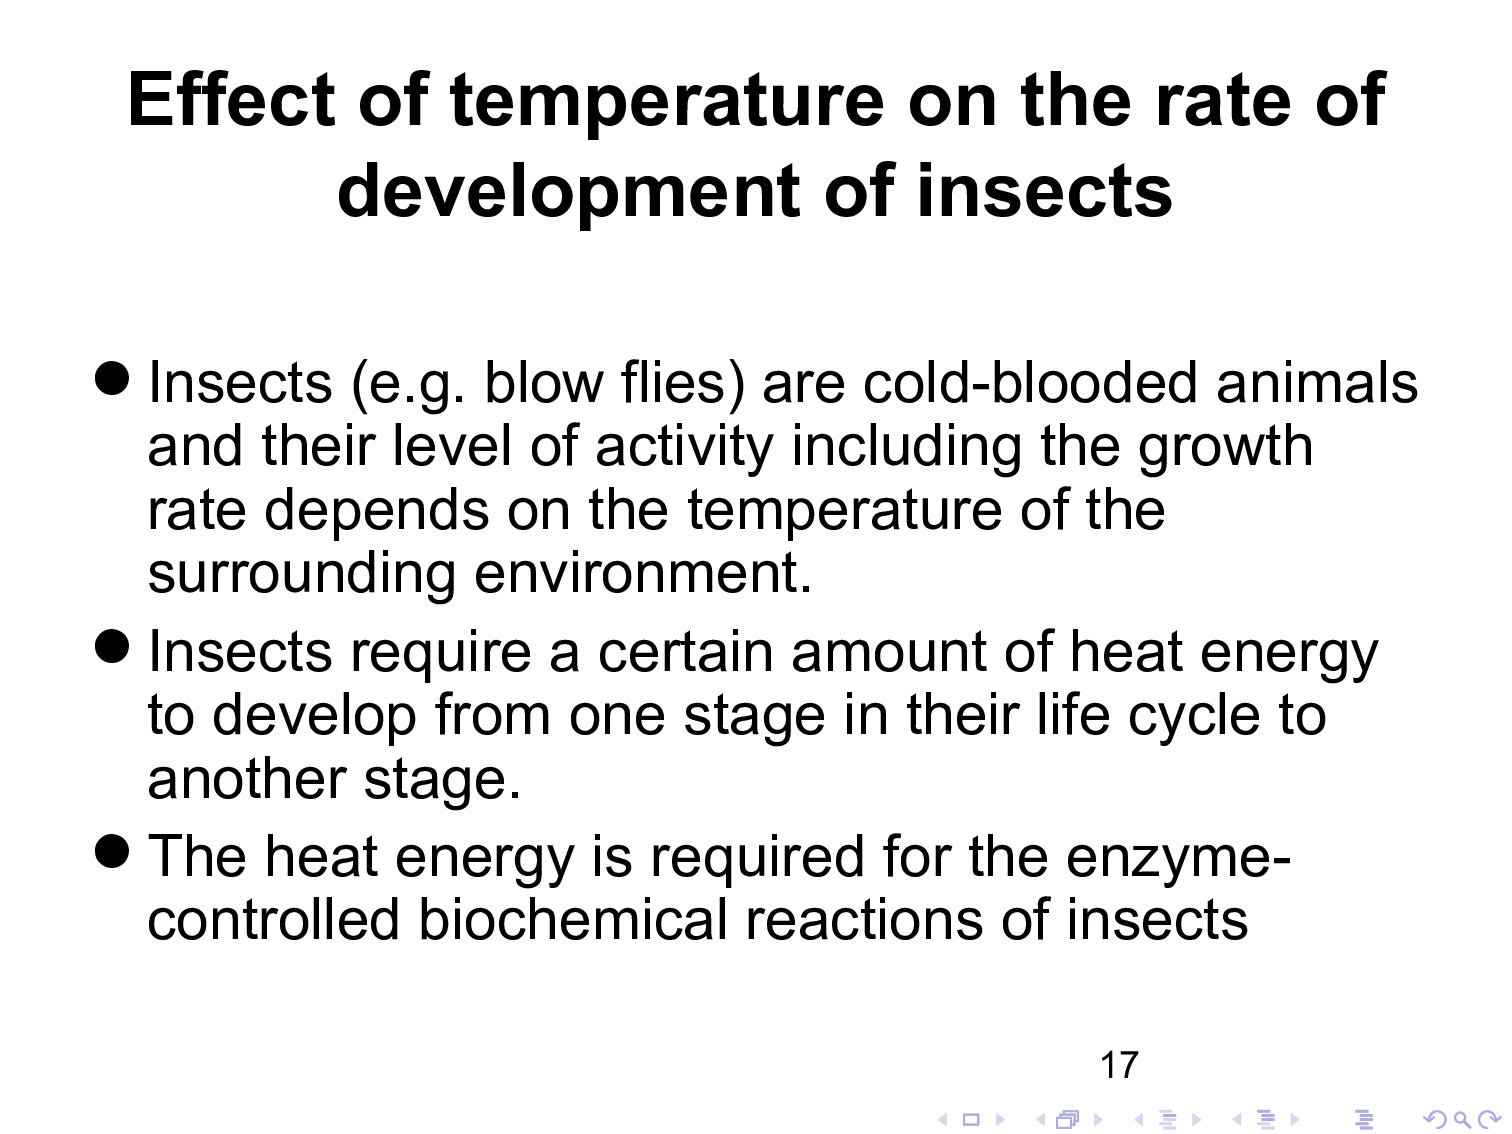 Effect of temperature on the rate of
development of insects
● Insects (e.g. blow flies) are cold-blooded animals
and their level of activity including the growth
rate depends on the temperature of the
surrounding environment.
● Insects require a certain amount of heat energy
to develop from one stage in their life cycle to
another stage.
● The heat energy is required for the enzyme-
controlled biochemical reactions of insects
17